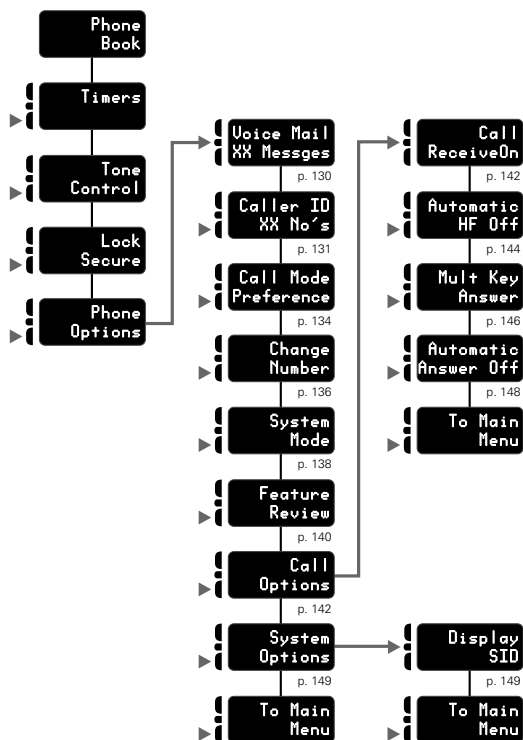 Phone
Book
Timers
Tone
Control
Lock
Secure
Phone
Options
Voice Mail
XX Messges
p. 130
Caller ID
XX No's
p. 131
Call Mode
Preference
p. 134
Change
Number
p. 136
System
Mode
p. 138
Feature
Review
p. 140
Call
Options
p. 142
System
Options
p. 149
To Main
Menu
Call
ReceiveOn
p. 142
Automatic
HF Off
p. 144
Mult Key
Answer
p. 146
Automatic
Answer Off
p. 148
To Main
Menu
Display
SID
p. 149
To Main
Menu